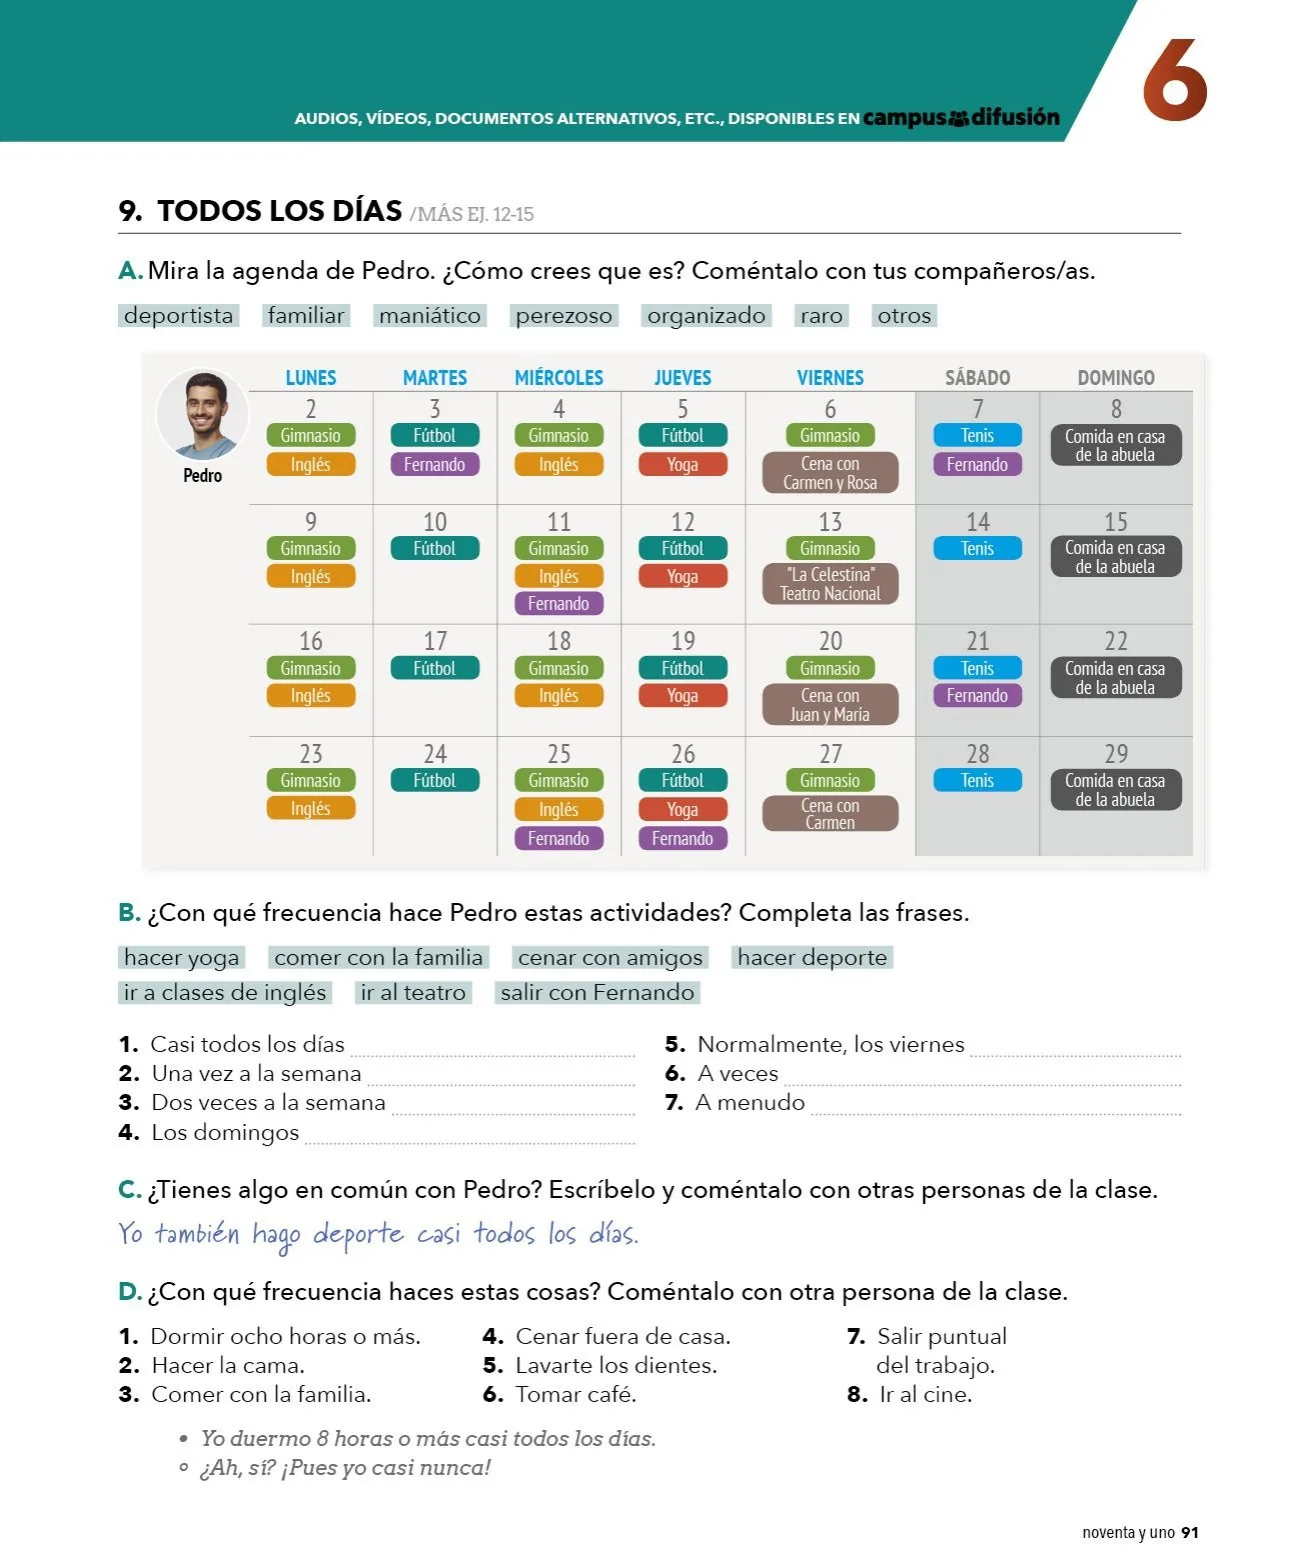 6
AUDIOS, VÍDEOS, DOCUMENTOS ALTERNATIVOS, ETC., DISPONIBLES EN campus difusión
9. TODOS LOS DÍAS /MÁS EJ. 12-15
A. Mira la agenda de Pedro. ¿Cómo crees que es? Coméntalo con tus compañeros/as.
deportista familiar maniático perezoso organizado raro otros
LUNES MARTES MIÉRCOLES JUEVES VIERNES SÁBADO DOMINGO
Pedro
2 3 4 5 6 7 8
Gimnasio Fútbol Gimnasio Fútbol Gimnasio Tenis Comida en casa
de la abuela
Inglés Fernando Inglés Yoga Cena con Fernando
Carmen y Rosa
9 10 11 12 13 14 15
Gimnasio Fútbol Gimnasio Fútbol Gimnasio Tenis Comida en casa
de la abuela
Inglés Inglés Yoga "La Celestina"
Teatro Nacional
Fernando
16 17 18 19 20 21 22
Gimnasio Fútbol Gimnasio Fútbol Gimnasio Tenis Comida en casa
de la abuela
Inglés Inglés Yoga Cena con Fernando
Juan y María
23 24 25 26 27 28 29
Gimnasio Fútbol Gimnasio Fútbol Gimnasio Tenis Comida en casa
de la abuela
Inglés Inglés Yoga Cena con
Carmen
Fernando Fernando
B. ¿Con qué frecuencia hace Pedro estas actividades? Completa las frases.
hacer yoga comer con la familia cenar con amigos hacer deporte
ir a clases de inglés ir al teatro salir con Fernando
1. Casi todos los días
2. Una vez a la semana
3. Dos veces a la semana
4. Los domingos
5. Normalmente, los viernes
6. A veces
7. A menudo
C. ¿Tienes algo en común con Pedro? Escríbelo y coméntalo con otras personas de la clase.
Yo también hago deporte casi todos los días.
D. ¿Con qué frecuencia haces estas cosas? Coméntalo con otra persona de la clase.
1. Dormir ocho horas o más.
2. Hacer la cama.
3. Comer con la familia.
4. Cenar fuera de casa.
5. Lavarte los dientes.
6. Tomar café.
7. Salir puntual
del trabajo.
8. Ir al cine.
• Yo duermo 8 horas o más casi todos los días.
○ ¿Ah, sí? ¡Pues yo casi nunca!
noventa y uno 91